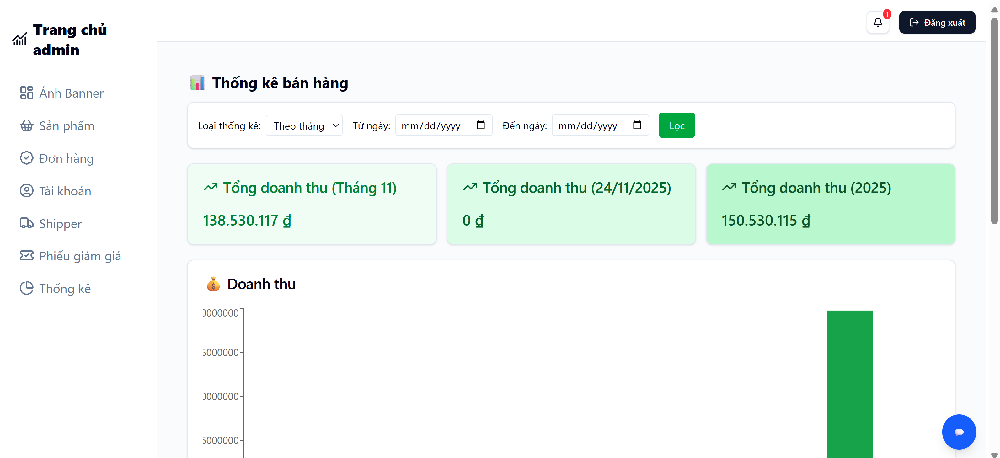 Trang chủ
admin
1
Đăng xuất
Ảnh Banner
Sản phẩm
Đơn hàng
Tài khoản
Shipper
Phiếu giảm giá
Thống kê
Thống kê bán hàng
Loại thống kê: Theo tháng Từ ngày: mm/dd/yyyy Đến ngày: mm/dd/yyyy Lọc
Tổng doanh thu (Tháng 11)
138.530.117 ₫
Tổng doanh thu (24/11/2025)
0 ₫
Tổng doanh thu (2025)
150.530.115 ₫
Doanh thu
0000000
5000000
0000000
5000000